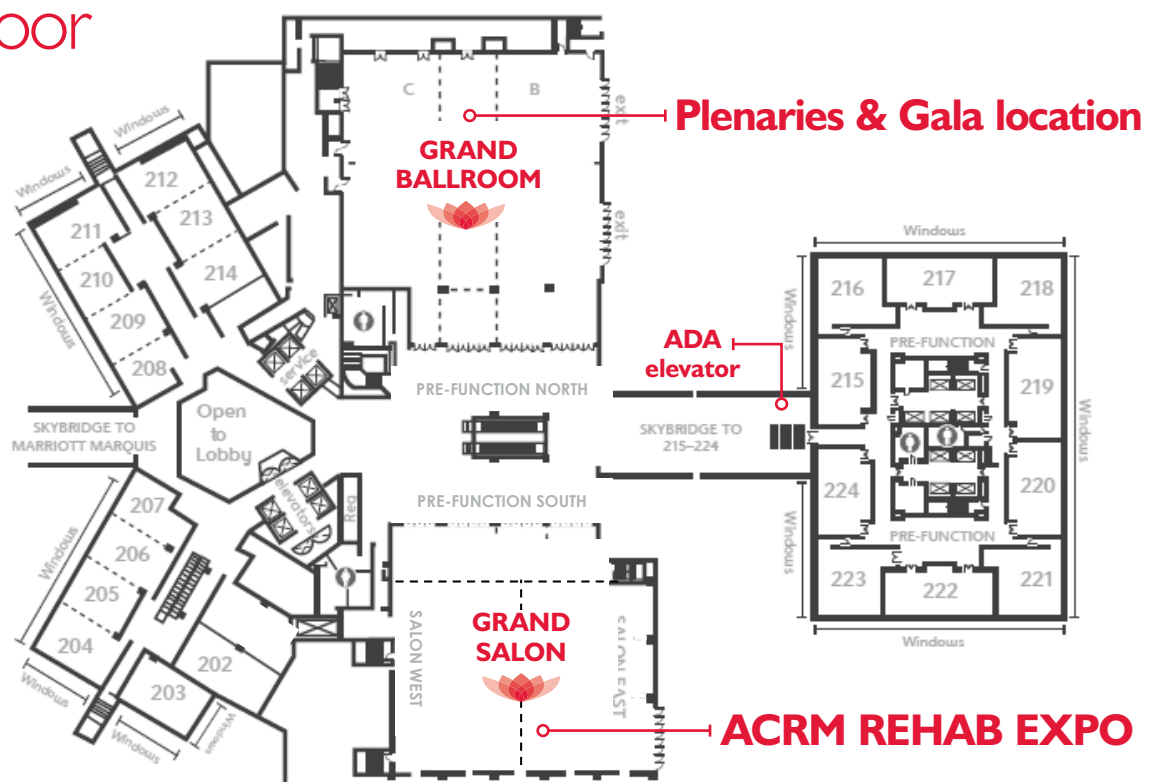 oor
Plenaries & Gala location
C
B
exit
exit
GRAND
BALLROOM
Windows
Windows
Windows
212
213
214
211
210
209
208
service
Open
to
Lobby
SKYBRIDGE TO
MARRIOTT MARQUIS
elevators
Reg
PRE-FUNCTION NORTH
PRE-FUNCTION SOUTH
SKYBRIDGE TO
215–224
ADA
elevator
Windows
Windows
Windows
Windows
Windows
216
217
218
PRE-FUNCTION
215
219
224
220
PRE-FUNCTION
223
222
221
207
206
205
204
203
202
Windows
Windows
Windows
Windows
SALON WEST
GRAND
SALON
SALON EAST
ACRM REHAB EXPO